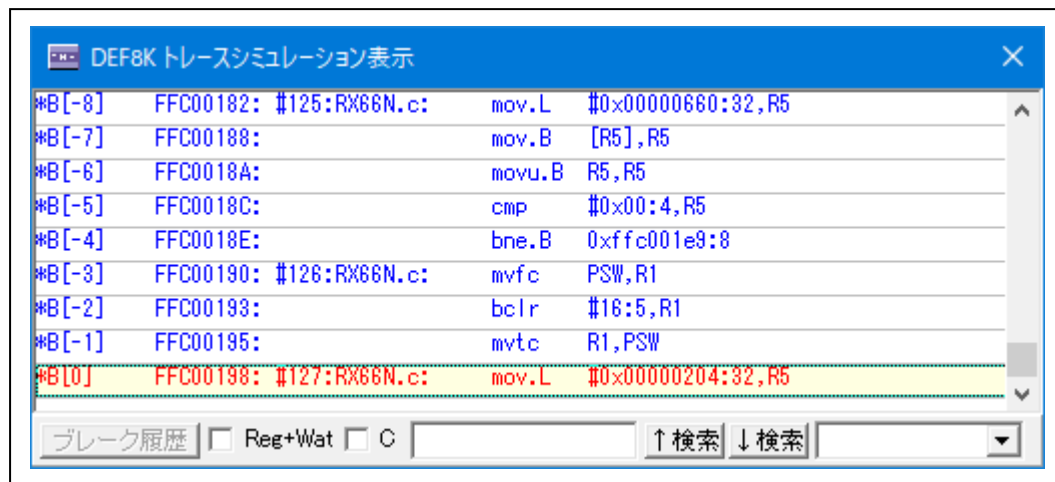 DEF8K トレースシミュレーション表示
*B[-8] FFC00182: #125:RX66N.c: mov.L #0x00000660:32,R5
*B[-7] FFC00188: mov.B [R5],R5
*B[-6] FFC0018A: movu.B R5,R5
*B[-5] FFC0018C: cmp #0x00:4,R5
*B[-4] FFC0018E: bne.B 0xffc001e9:8
*B[-3] FFC00190: #126:RX66N.c: mvfc PSW,R1
*B[-2] FFC00193: bclr #16:5,R1
*B[-1] FFC00195: mvtc R1,PSW
*B[0] FFC00198: #127:RX66N.c: mov.L #0x00000204:32,R5
ブレーク履歴 Reg+Wat C ↑検索 ↓検索